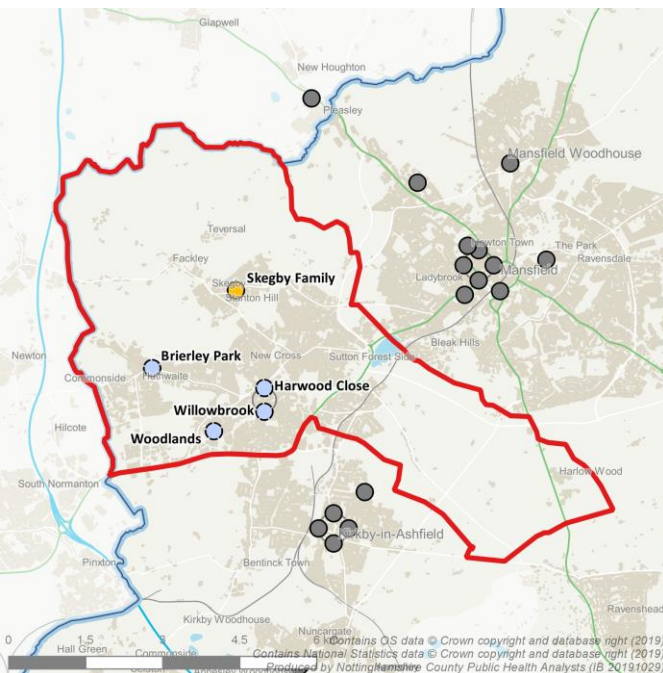 Glapwell
New Houghton
Pleasley
Mansfield Woodhouse
Teversal
Newton Town
The Park
Ravensdale
Fackley
Ladybrook
Mansfield
Skegby Family
Skegby
Stanton Hill
Bleak Hills
Sutton Forest Side
New Cross
Brierley Park
Newton
Commonside
Huthwaite
Harwood Close
Willowbrook
Hilcote
Woodlands
Harlow Wood
South Normanton
Kirkby-in-Ashfield
Pinxton
Bentinck Town
Kirkby Woodhouse
Ravenshead
Nuncargate
0 1.5 3 4.5 6 km
Hall Green
Commonside
Contains OS data © Crown copyright and database right (2019)
Contains National Statistics data © Crown copyright and database right (2019)
Produced by Nottinghamshire County Public Health Analysts (IB 20191029)